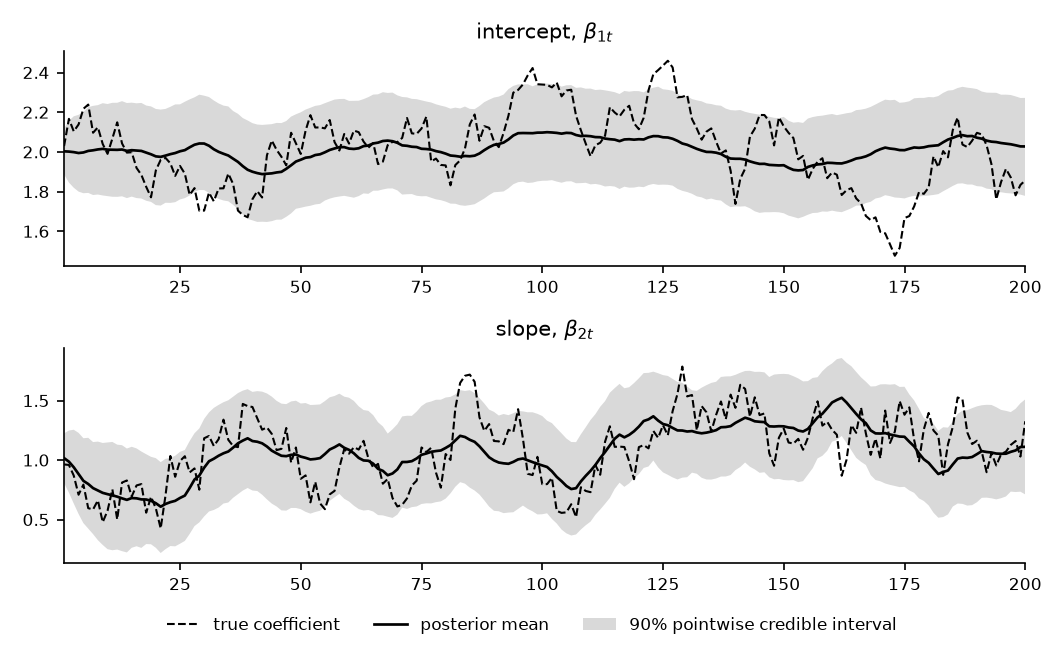 intercept, β₁ₜ
2.4
2.2
2.0
1.8
1.6
25 50 75 100 125 150 175 200
slope, β₂ₜ
1.5
1.0
0.5
25 50 75 100 125 150 175 200
true coefficient posterior mean 90% pointwise credible interval